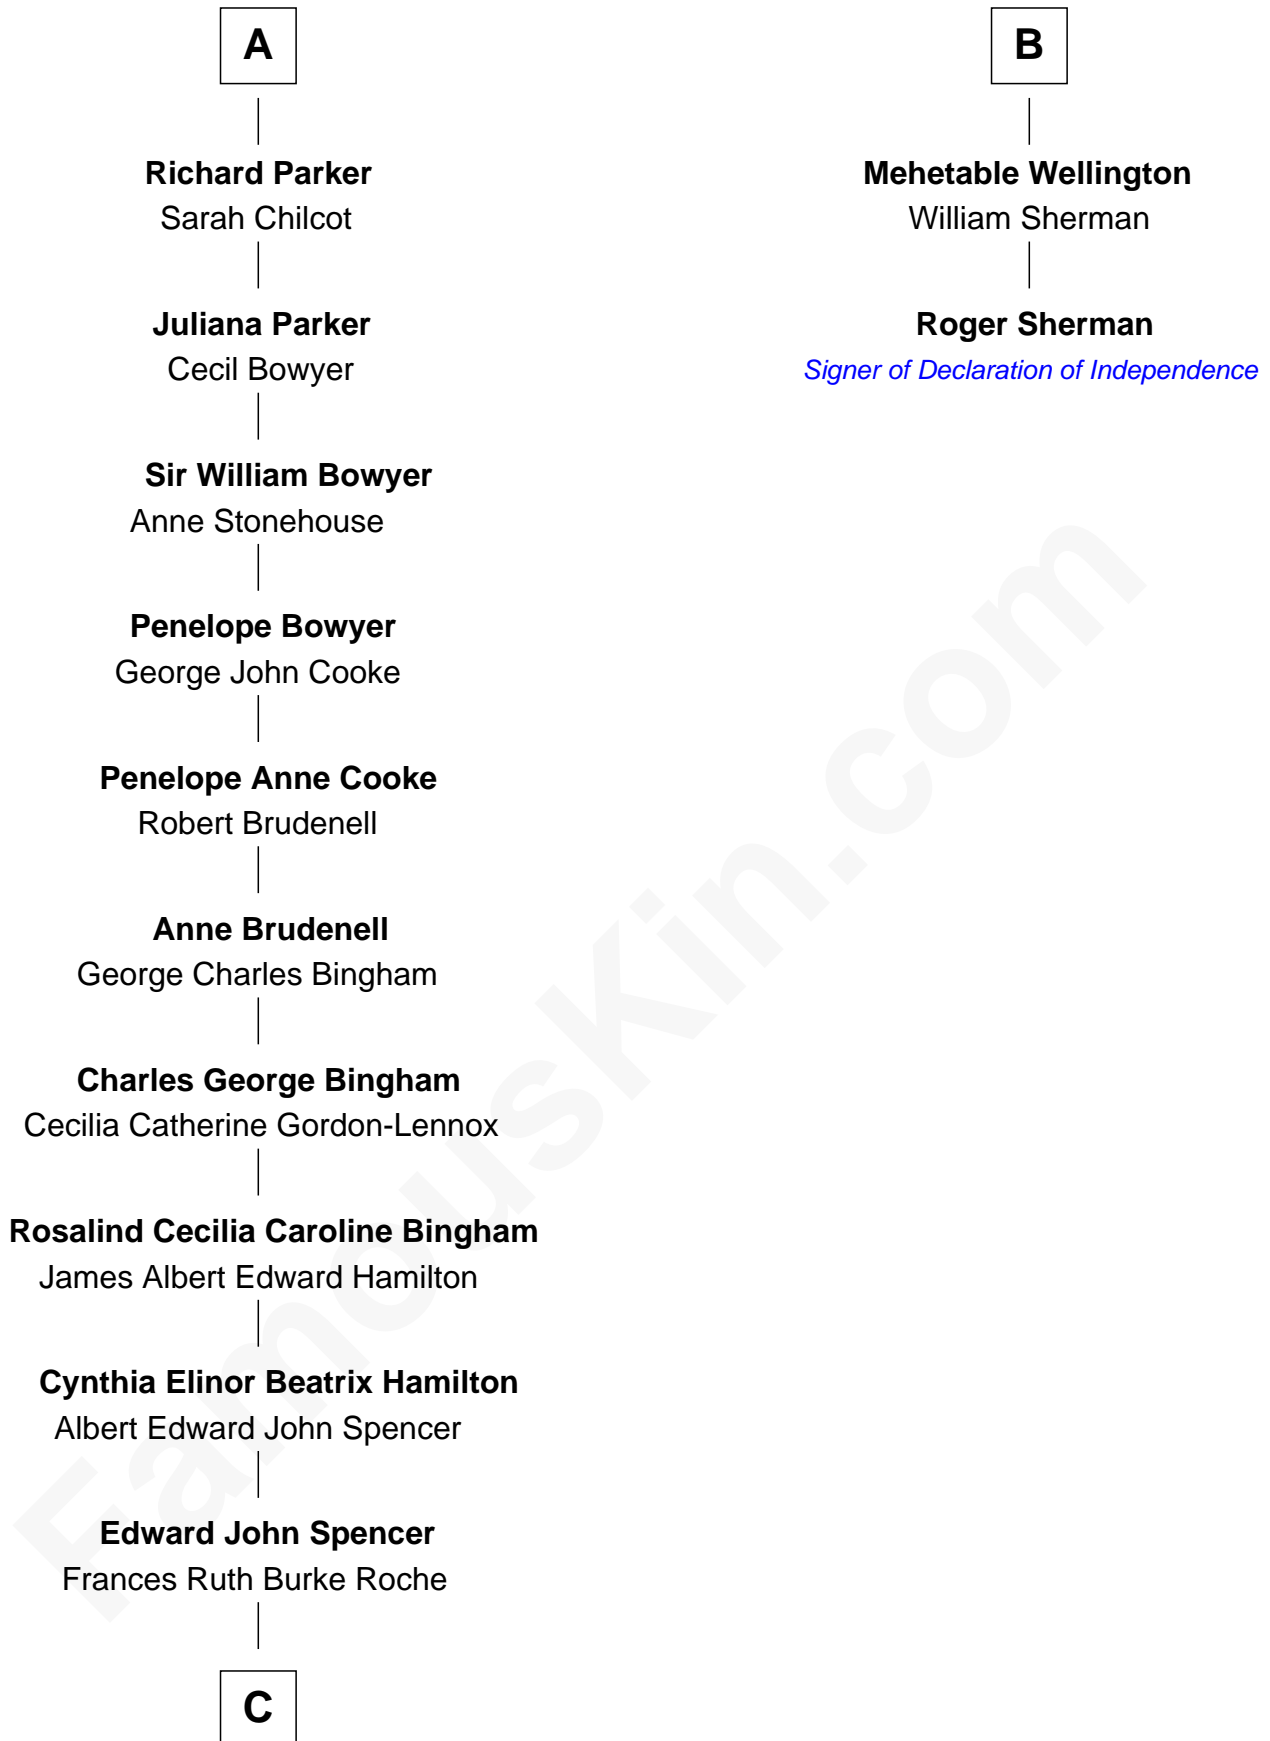 A
Richard Parker
Sarah Chilcot
Juliana Parker
Cecil Bowyer
Sir William Bowyer
Anne Stonehouse
Penelope Bowyer
George John Cooke
Penelope Anne Cooke
Robert Brudenell
Anne Brudenell
George Charles Bingham
Charles George Bingham
Cecilia Catherine Gordon-Lennox
Rosalind Cecilia Caroline Bingham
James Albert Edward Hamilton
Cynthia Elinor Beatrix Hamilton
Albert Edward John Spencer
Edward John Spencer
Frances Ruth Burke Roche
C
B
Mehetable Wellington
William Sherman
Roger Sherman
Signer of Declaration of Independence
FamousKin.com